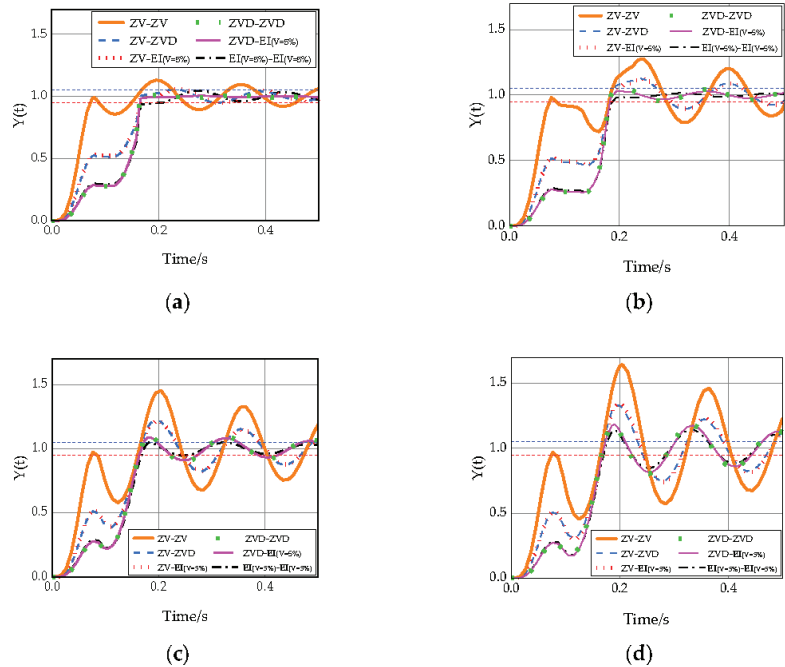 ZV-ZV ZVD-ZVD
ZV-ZVD ZVD-EI(V=5%)
ZV-EI(V=5%) EI(V=5%)-EI(V=5%)
1.5
1.0
0.5
0.0
Y(t)
0.0 0.2 0.4
Time/s
(a)
ZV-ZV ZVD-ZVD
ZV-ZVD ZVD-EI(V=5%)
ZV-EI(V=5%) EI(V=5%)-EI(V=5%)
1.5
1.0
0.5
0.0
Y(t)
0.0 0.2 0.4
Time/s
(b)
1.5
1.0
0.5
0.0
Y(t)
ZV-ZV ZVD-ZVD
ZV-ZVD ZVD-EI(V=5%)
ZV-EI(V=5%) EI(V=5%)-EI(V=5%)
0.0 0.2 0.4
Time/s
(c)
1.5
1.0
0.5
0.0
Y(t)
ZV-ZV ZVD-ZVD
ZV-ZVD ZVD-EI(V=5%)
ZV-EI(V=5%) EI(V=5%)-EI(V=5%)
0.0 0.2 0.4
Time/s
(d)